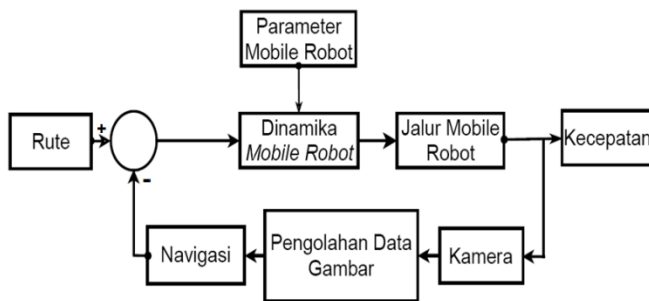 Parameter
Mobile Robot
Rute
+
-
Dinamika
Mobile Robot
Jalur Mobile
Robot
Kecepatan
Navigasi
Pengolahan Data
Gambar
Kamera